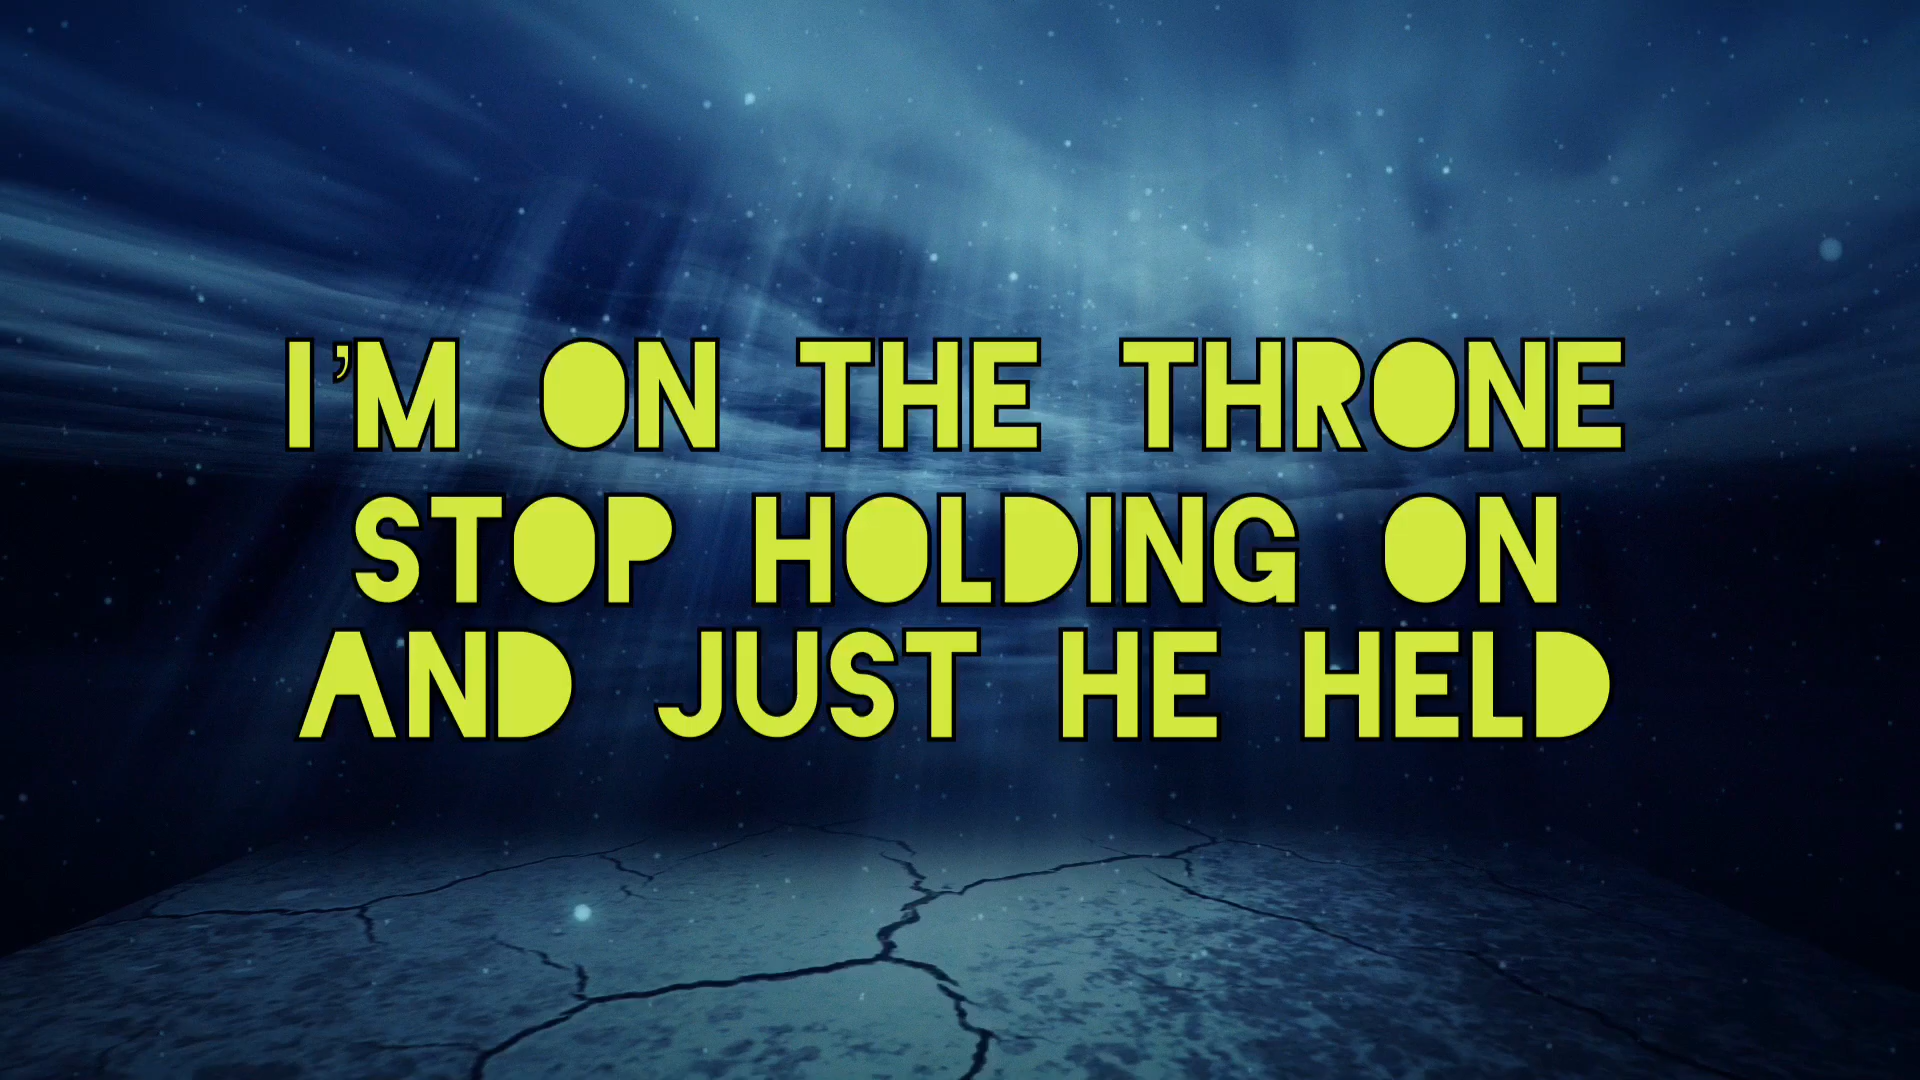 I'M ON THE THRONE
STOP HOLDING ON
AND JUST HE HELD